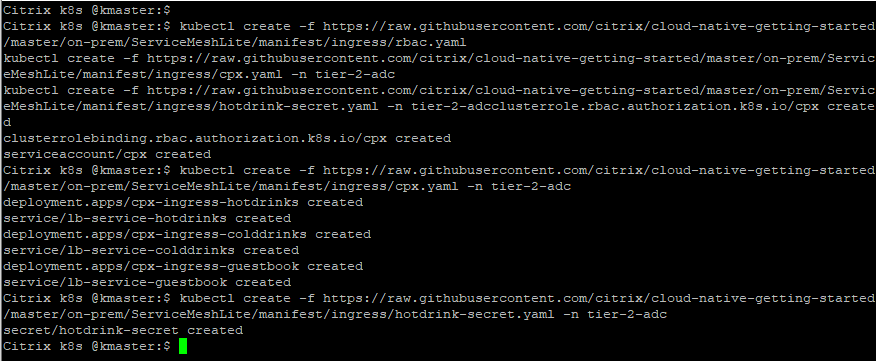 Citrix k8s @kmaster:$
Citrix k8s @kmaster:$ kubectl create -f https://raw.githubusercontent.com/citrix/cloud-native-getting-started
/master/on-prem/ServiceMeshLite/manifest/ingress/rbac.yaml
kubectl create -f https://raw.githubusercontent.com/citrix/cloud-native-getting-started/master/on-prem/Servic
eMeshLite/manifest/ingress/cpx.yaml -n tier-2-adc
kubectl create -f https://raw.githubusercontent.com/citrix/cloud-native-getting-started/master/on-prem/Servic
eMeshLite/manifest/ingress/hotdrink-secret.yaml -n tier-2-adcclusterrole.rbac.authorization.k8s.io/cpx create
d
clusterrolebinding.rbac.authorization.k8s.io/cpx created
serviceaccount/cpx created
Citrix k8s @kmaster:$ kubectl create -f https://raw.githubusercontent.com/citrix/cloud-native-getting-started
/master/on-prem/ServiceMeshLite/manifest/ingress/cpx.yaml -n tier-2-adc
deployment.apps/cpx-ingress-hotdrinks created
service/lb-service-hotdrinks created
deployment.apps/cpx-ingress-colddrinks created
service/lb-service-colddrinks created
deployment.apps/cpx-ingress-guestbook created
service/lb-service-guestbook created
Citrix k8s @kmaster:$ kubectl create -f https://raw.githubusercontent.com/citrix/cloud-native-getting-started
/master/on-prem/ServiceMeshLite/manifest/ingress/hotdrink-secret.yaml -n tier-2-adc
secret/hotdrink-secret created
Citrix k8s @kmaster:$